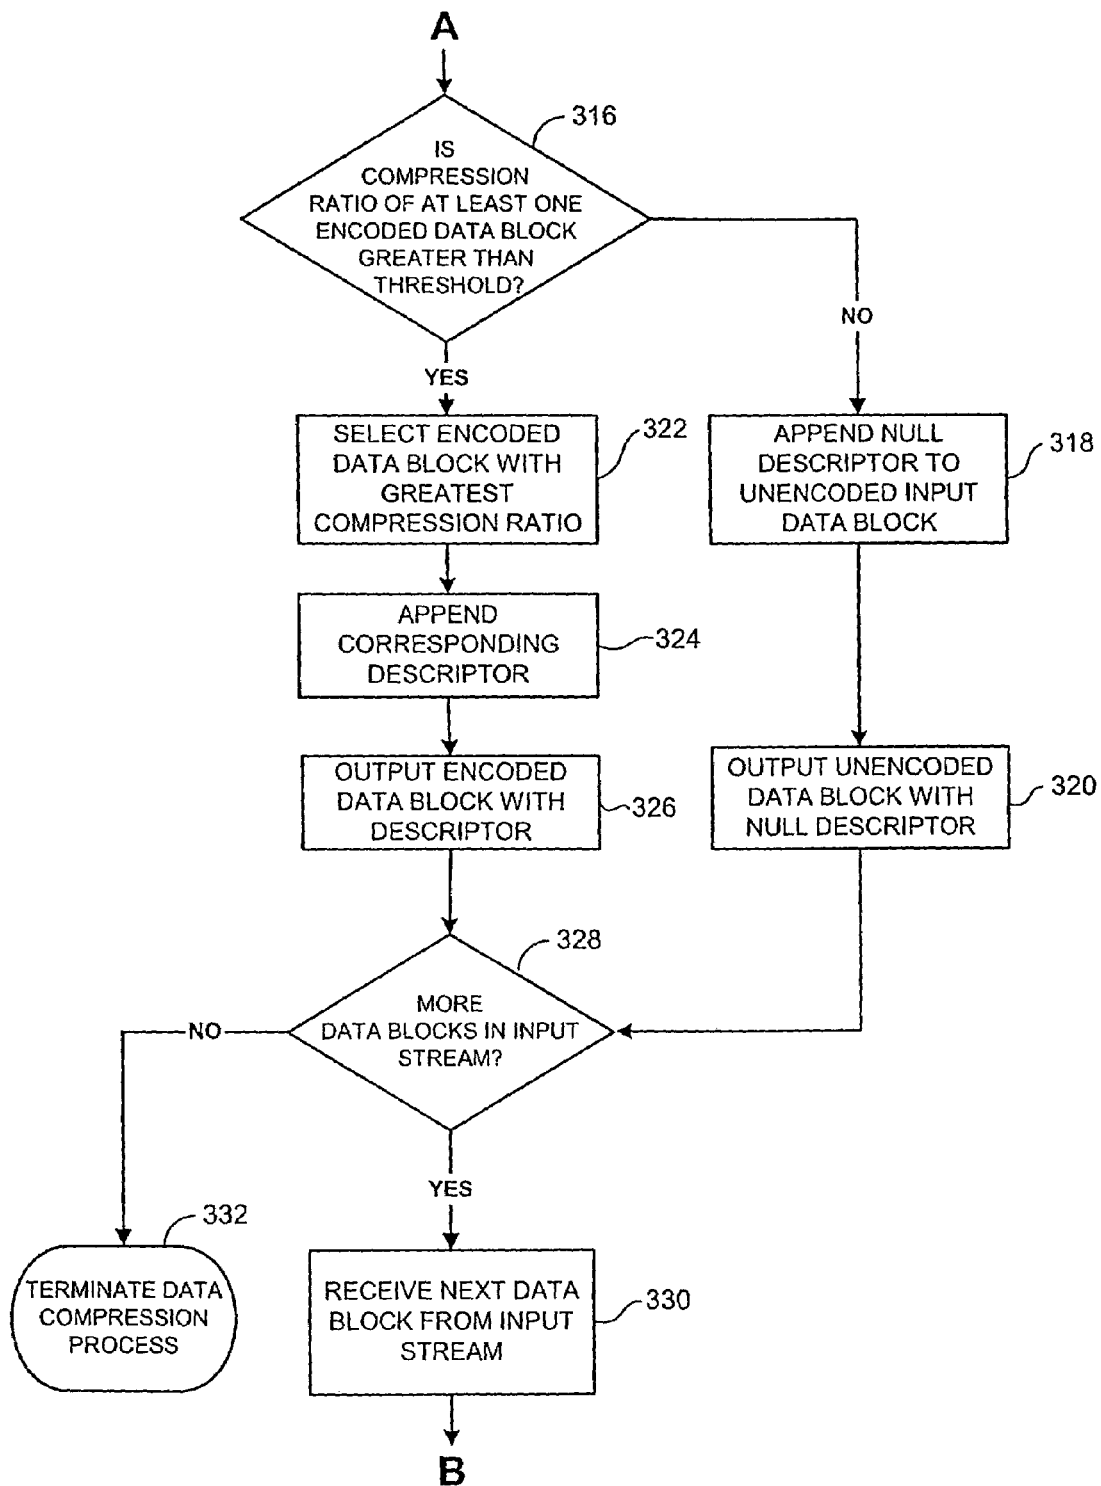 A
316
IS
COMPRESSION
RATIO OF AT LEAST ONE
ENCODED DATA BLOCK
GREATER THAN
THRESHOLD?
NO
YES
SELECT ENCODED
DATA BLOCK WITH
GREATEST
COMPRESSION RATIO
322
APPEND NULL
DESCRIPTOR TO
UNENCODED INPUT
DATA BLOCK
318
APPEND
CORRESPONDING
DESCRIPTOR
324
OUTPUT ENCODED
DATA BLOCK WITH
DESCRIPTOR
326
OUTPUT UNENCODED
DATA BLOCK WITH
NULL DESCRIPTOR
320
328
MORE
DATA BLOCKS IN INPUT
STREAM?
NO
YES
332
TERMINATE DATA
COMPRESSION
PROCESS
RECEIVE NEXT DATA
BLOCK FROM INPUT
STREAM
330
B